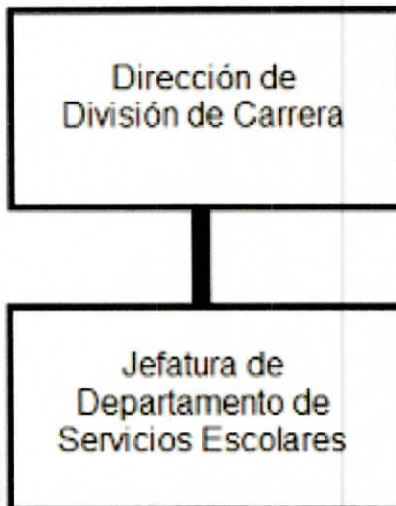 Dirección de
División de Carrera
Jefatura de
Departamento de
Servicios Escolares